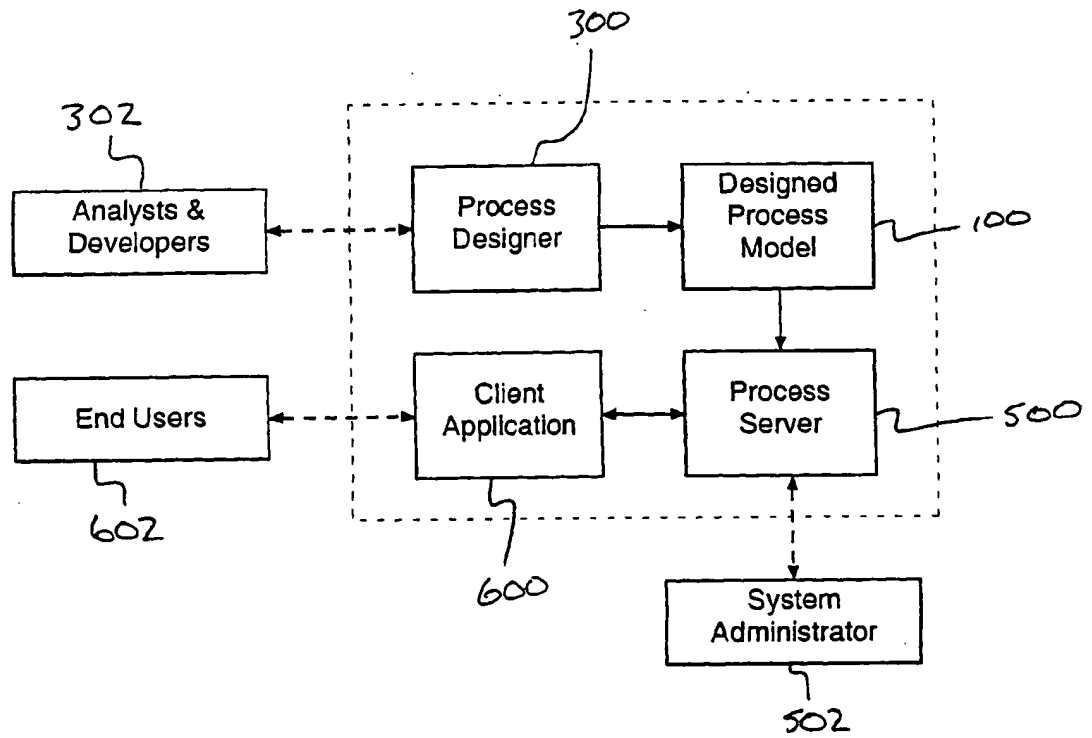 300
302
Analysts &
Developers
Process
Designer
Designed
Process
Model
100
End Users
Client
Application
Process
Server
500
602
600
System
Administrator
502